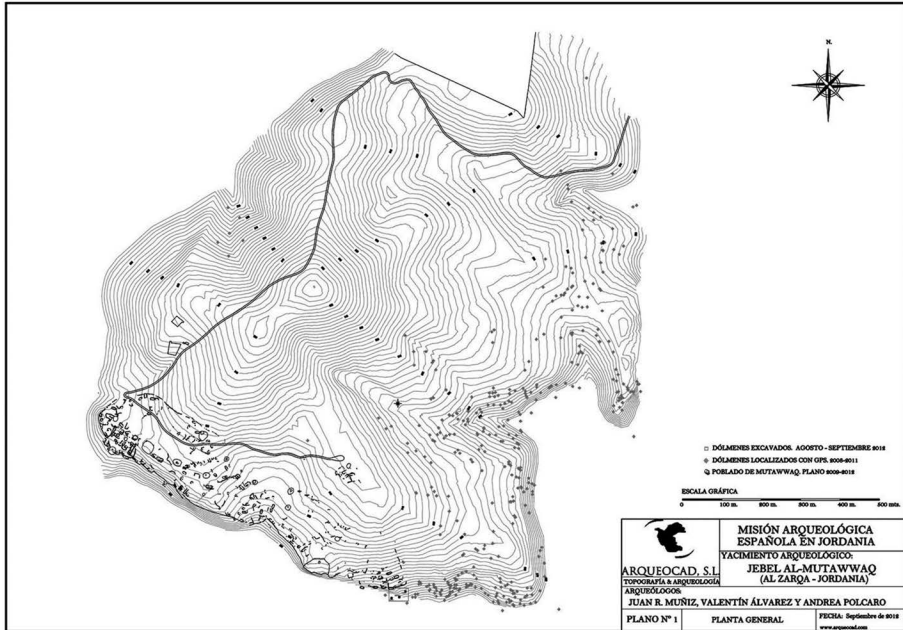 N.
DÓLMENES EXCAVADOS. AGOSTO - SEPTIEMBRE 2012
DÓLMENES LOCALIZADOS CON GPS. 2008-2011
POBLADO DE MUTAWWAQ. PLANO 2009-2012
ESCALA GRÁFICA
0 100 m. 200 m. 300 m. 400 m. 500 mts.
ARQUEOCAD, S.L
TOPOGRAFÍA & ARQUEOLOGÍA
MISIÓN ARQUEOLÓGICA
ESPAÑOLA EN JORDANIA
YACIMIENTO ARQUEOLÓGICO:
JEBEL AL-MUTAWWAQ
(AL ZARQA - JORDANIA)
ARQUEÓLOGOS:
JUAN R. MUÑIZ, VALENTÍN ÁLVAREZ Y ANDREA POLCARO
PLANO Nº 1
PLANTA GENERAL
FECHA: Septiembre de 2012
www.arqueocad.com